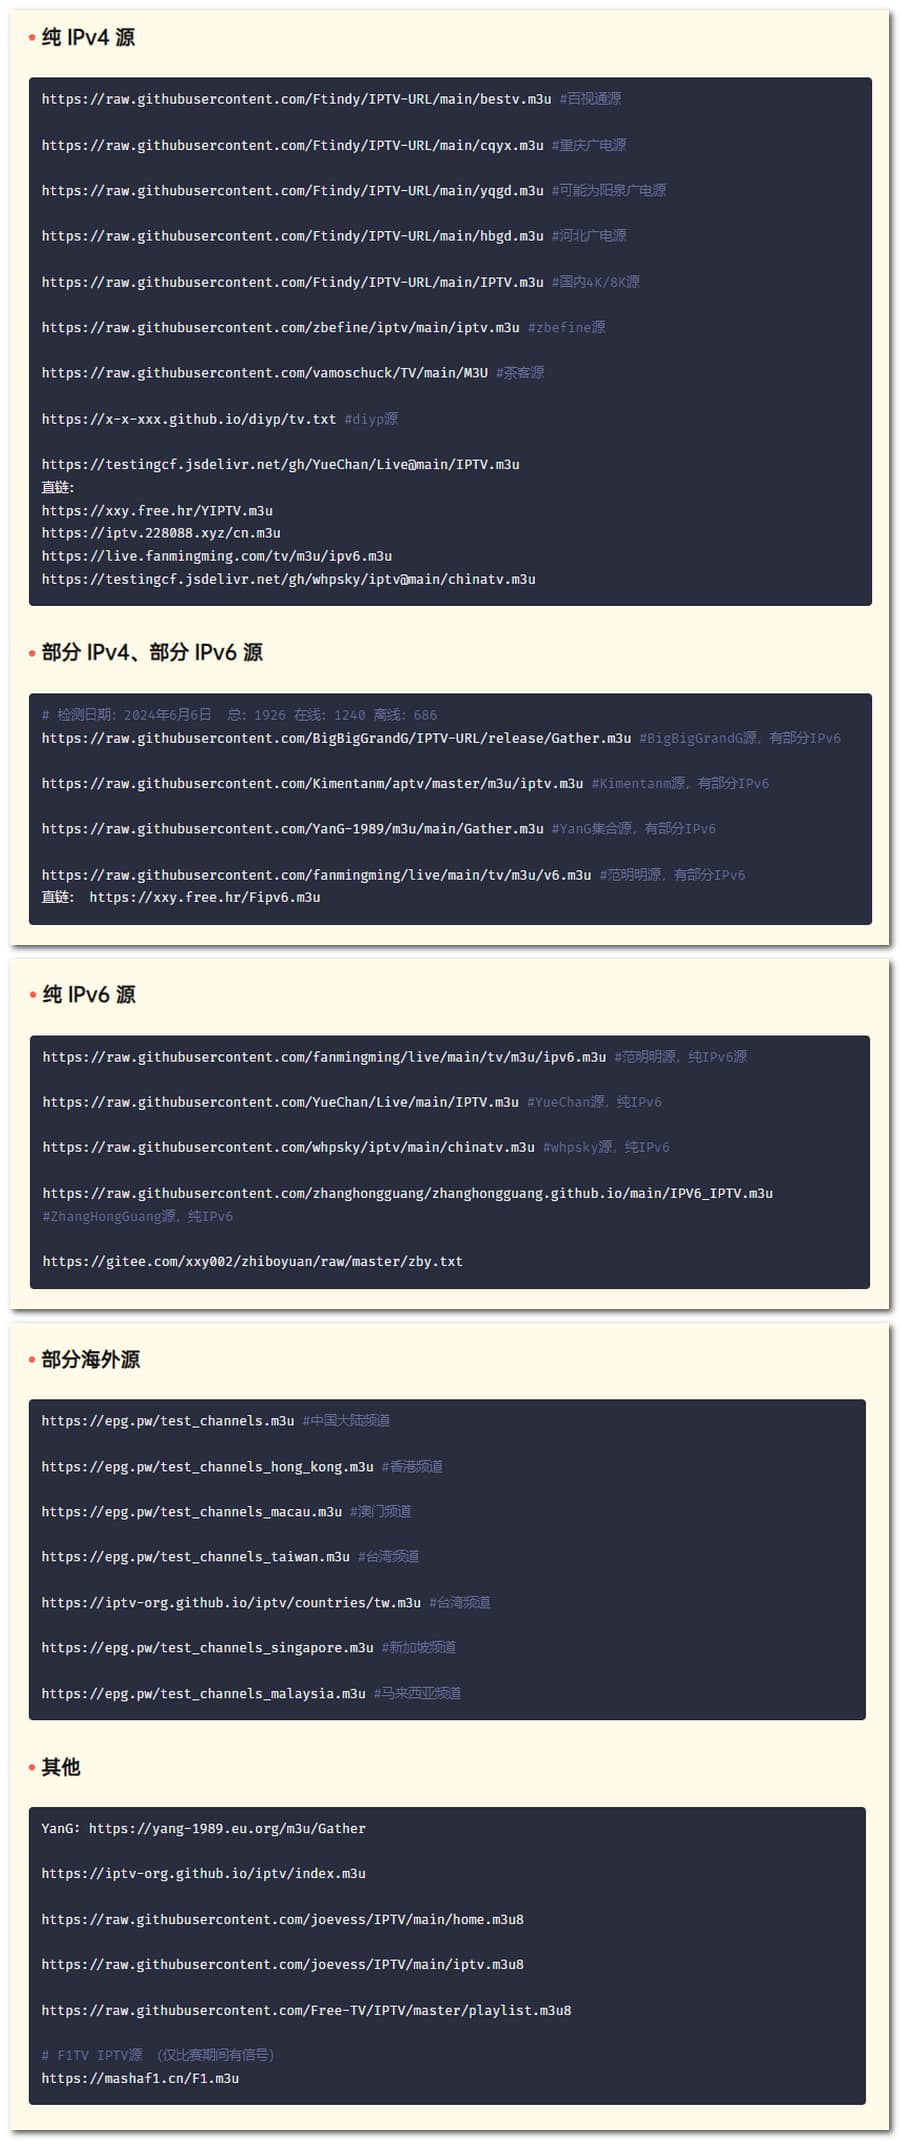 纯 IPv4 源
https://raw.githubusercontent.com/Ftindy/IPTV-URL/main/bestv.m3u #百视通源
https://raw.githubusercontent.com/Ftindy/IPTV-URL/main/cqyx.m3u #重庆广电源
https://raw.githubusercontent.com/Ftindy/IPTV-URL/main/yqgd.m3u #可能为阳泉广电源
https://raw.githubusercontent.com/Ftindy/IPTV-URL/main/hbgd.m3u #河北广电源
https://raw.githubusercontent.com/Ftindy/IPTV-URL/main/IPTV.m3u #国内4K/8K源
https://raw.githubusercontent.com/zbefine/iptv/main/iptv.m3u #zbefine源
https://raw.githubusercontent.com/vamoschuck/TV/main/M3U #茶客源
https://x-x-xxx.github.io/diyp/tv.txt #diyp源
https://testingcf.jsdelivr.net/gh/YueChan/Live@main/IPTV.m3u
直链：
https://xxy.free.hr/YIPTV.m3u
https://iptv.228088.xyz/cn.m3u
https://live.fanmingming.com/tv/m3u/ipv6.m3u
https://testingcf.jsdelivr.net/gh/whpsky/iptv@main/chinatv.m3u
部分 IPv4、部分 IPv6 源
# 检测日期：2024年6月6日 总：1926 在线：1240 离线：686
https://raw.githubusercontent.com/BigBigGrandG/IPTV-URL/release/Gather.m3u #BigBigGrandG源，有部分IPv6
https://raw.githubusercontent.com/Kimentanm/aptv/master/m3u/iptv.m3u #Kimentanm源，有部分IPv6
https://raw.githubusercontent.com/YanG-1989/m3u/main/Gather.m3u #YanG集合源，有部分IPv6
https://raw.githubusercontent.com/fanmingming/live/main/tv/m3u/v6.m3u #范明明源，有部分IPv6
直链： https://xxy.free.hr/Fipv6.m3u
纯 IPv6 源
https://raw.githubusercontent.com/fanmingming/live/main/tv/m3u/ipv6.m3u #范明明源，纯IPv6源
https://raw.githubusercontent.com/YueChan/Live/main/IPTV.m3u #YueChan源，纯IPv6
https://raw.githubusercontent.com/whpsky/iptv/main/chinatv.m3u #whpsky源，纯IPv6
https://raw.githubusercontent.com/zhanghongguang/zhanghongguang.github.io/main/IPV6_IPTV.m3u
#ZhangHongGuang源，纯IPv6
https://gitee.com/xxy002/zhiboyuan/raw/master/zby.txt
部分海外源
https://epg.pw/test_channels.m3u #中国大陆频道
https://epg.pw/test_channels_hong_kong.m3u #香港频道
https://epg.pw/test_channels_macau.m3u #澳门频道
https://epg.pw/test_channels_taiwan.m3u #台湾频道
https://iptv-org.github.io/iptv/countries/tw.m3u #台湾频道
https://epg.pw/test_channels_singapore.m3u #新加坡频道
https://epg.pw/test_channels_malaysia.m3u #马来西亚频道
其他
YanG: https://yang-1989.eu.org/m3u/Gather
https://iptv-org.github.io/iptv/index.m3u
https://raw.githubusercontent.com/joevess/IPTV/main/home.m3u8
https://raw.githubusercontent.com/joevess/IPTV/main/iptv.m3u8
https://raw.githubusercontent.com/Free-TV/IPTV/master/playlist.m3u8
# F1TV IPTV源 （仅比赛期间有信号）
https://mashaf1.cn/F1.m3u